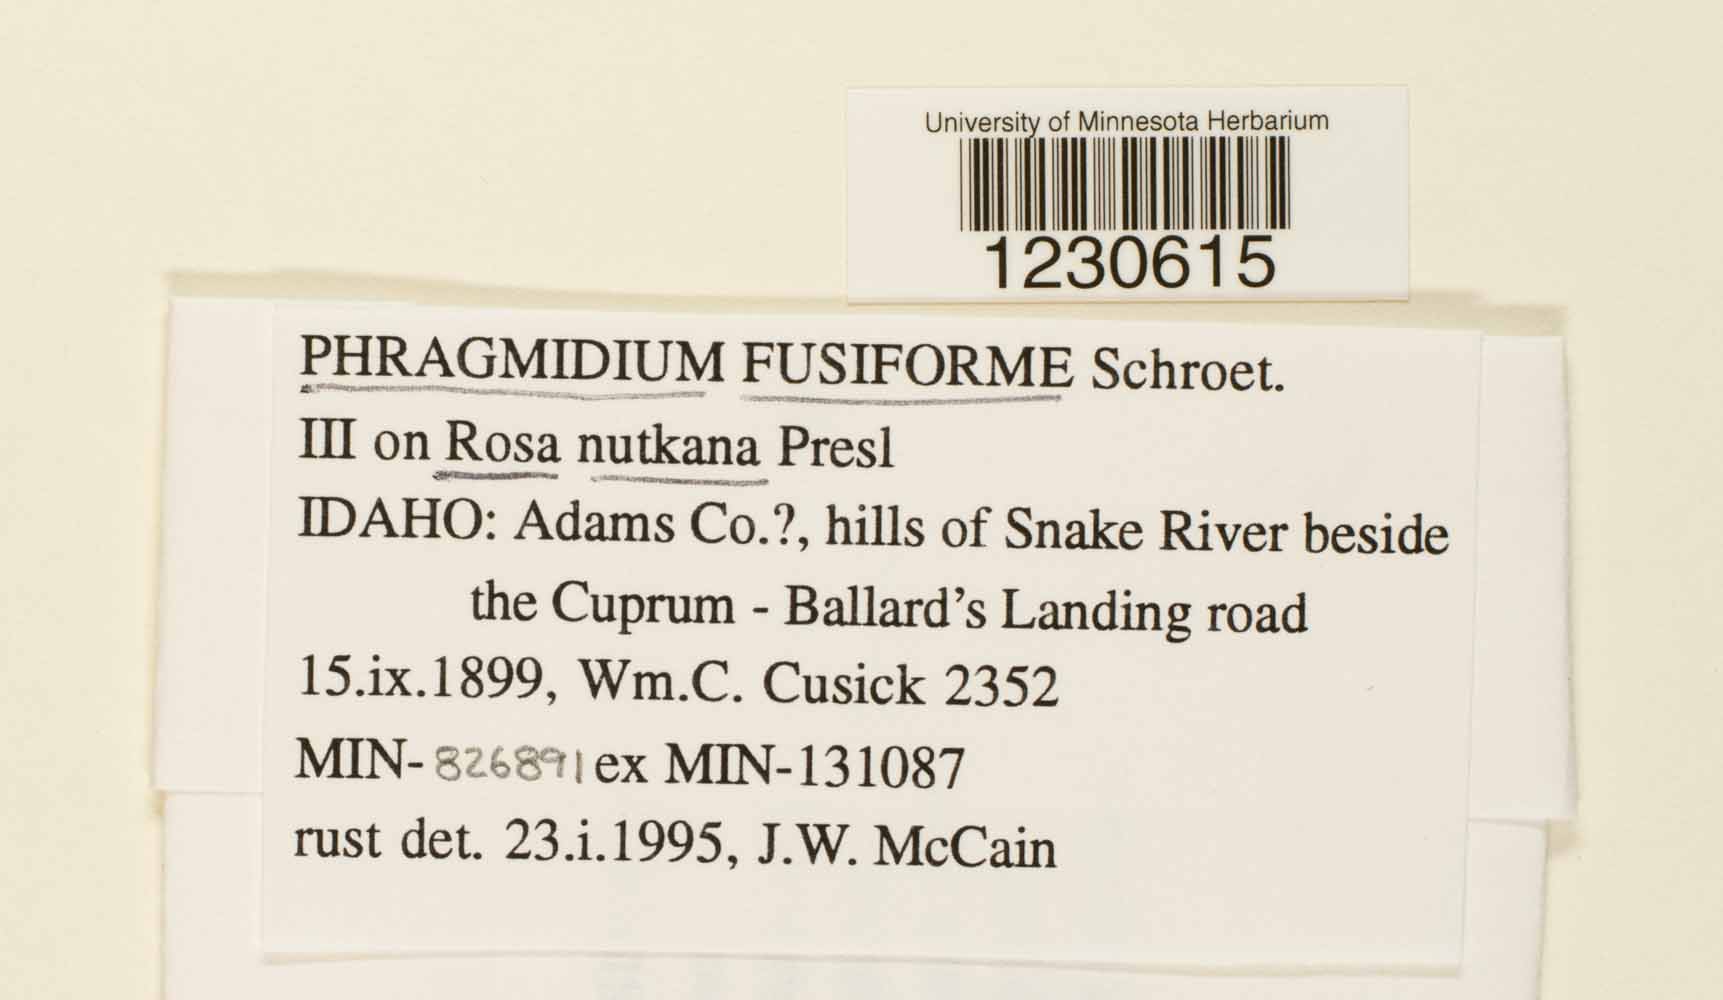 University of Minnesota Herbarium
1230615
PHRAGMIDIUM FUSIFORME Schroet.
III on Rosa nutkana Presl
IDAHO: Adams Co.?, hills of Snake River beside
the Cuprum - Ballard’s Landing road
15.ix.1899, Wm.C. Cusick 2352
MIN-826891 ex MIN-131087
rust det. 23.i.1995, J.W. McCain